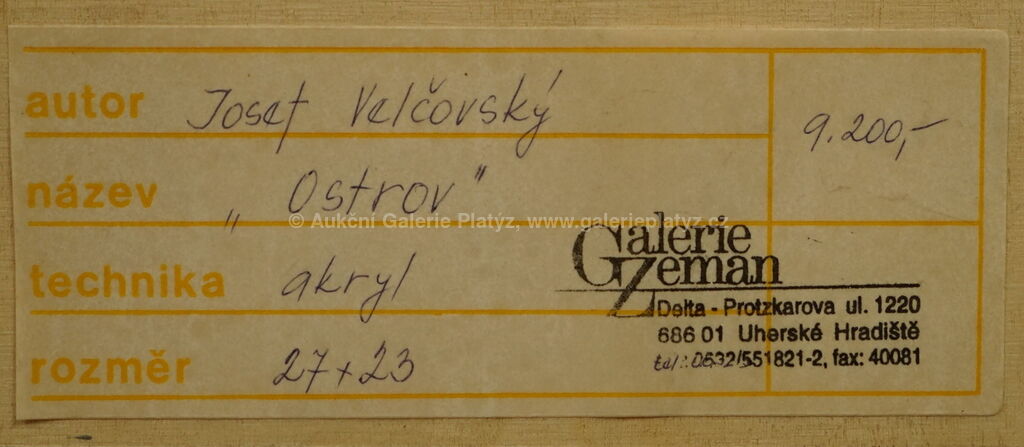 autor Josef Velčovský
9.200,-
název „Ostrov"
© Aukční Galerie Platýz, www.galerieplatyz.cz
technika akryl
rozměr 27+23
Galerie
Zeman
Delta - Protzkarova ul. 1220
686 01 Uherské Hradiště
tel.: 0632/551821-2, fax: 40081